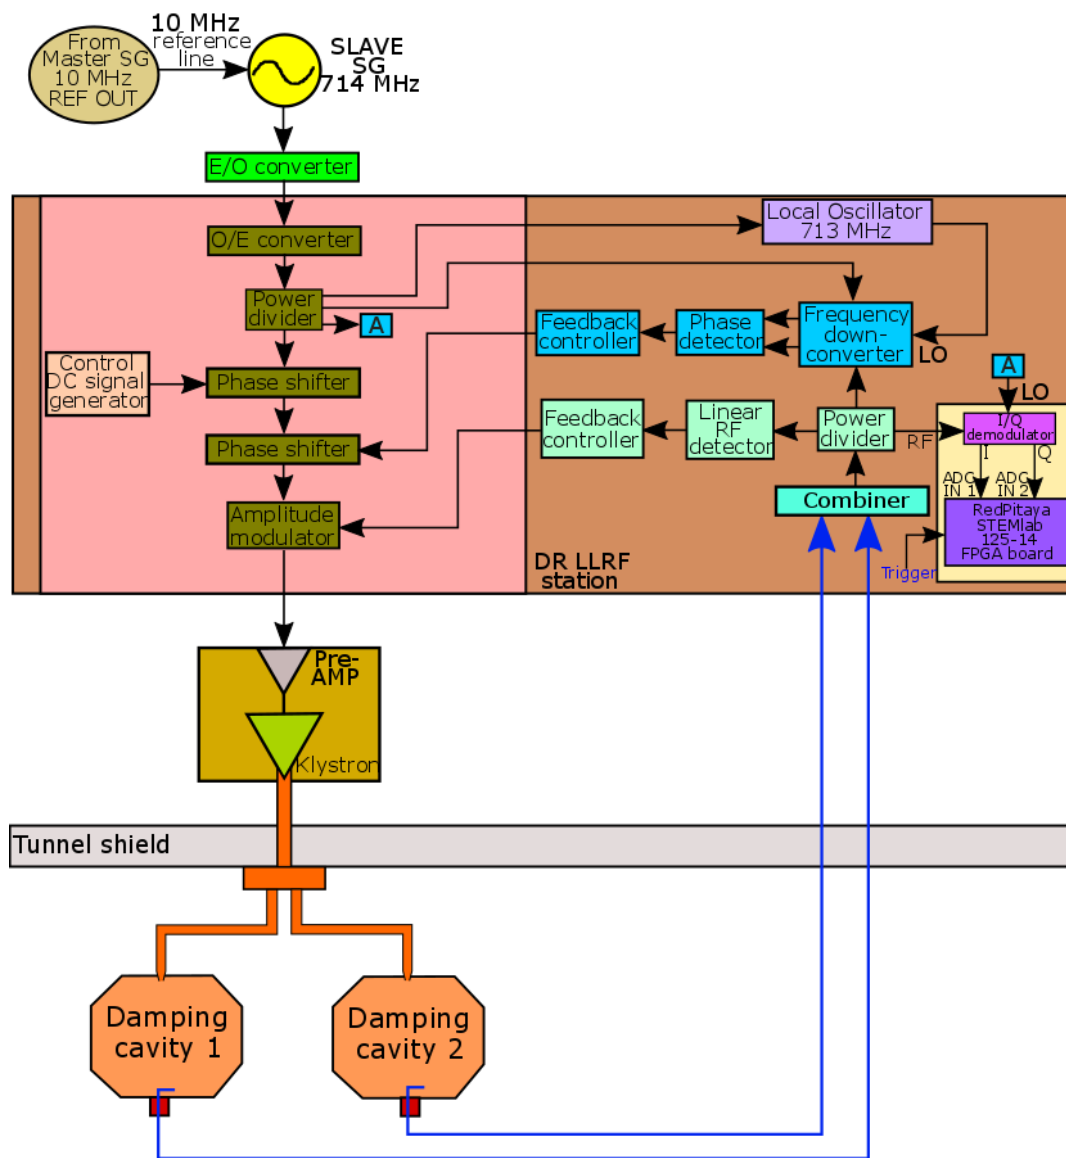 From
Master SG
10 MHz
REF OUT
10 MHz
reference
line
SLAVE
SG
714 MHz
E/O converter
O/E converter
Local Oscillator
713 MHz
Power
divider
A
Feedback
controller
Phase
detector
Frequency
down-
converter
LO
Control
DC signal
generator
Phase shifter
A
LO
Phase shifter
Feedback
controller
Linear
RF
detector
Power
divider
RF
I/Q
demodulator
I
Q
ADC
IN 1
ADC
IN 2
Combiner
Amplitude
modulator
RedPitaya
STEMlab
125-14
FPGA board
Trigger
DR LLRF
station
Pre-
AMP
Klystron
Tunnel shield
Damping
cavity 1
Damping
cavity 2